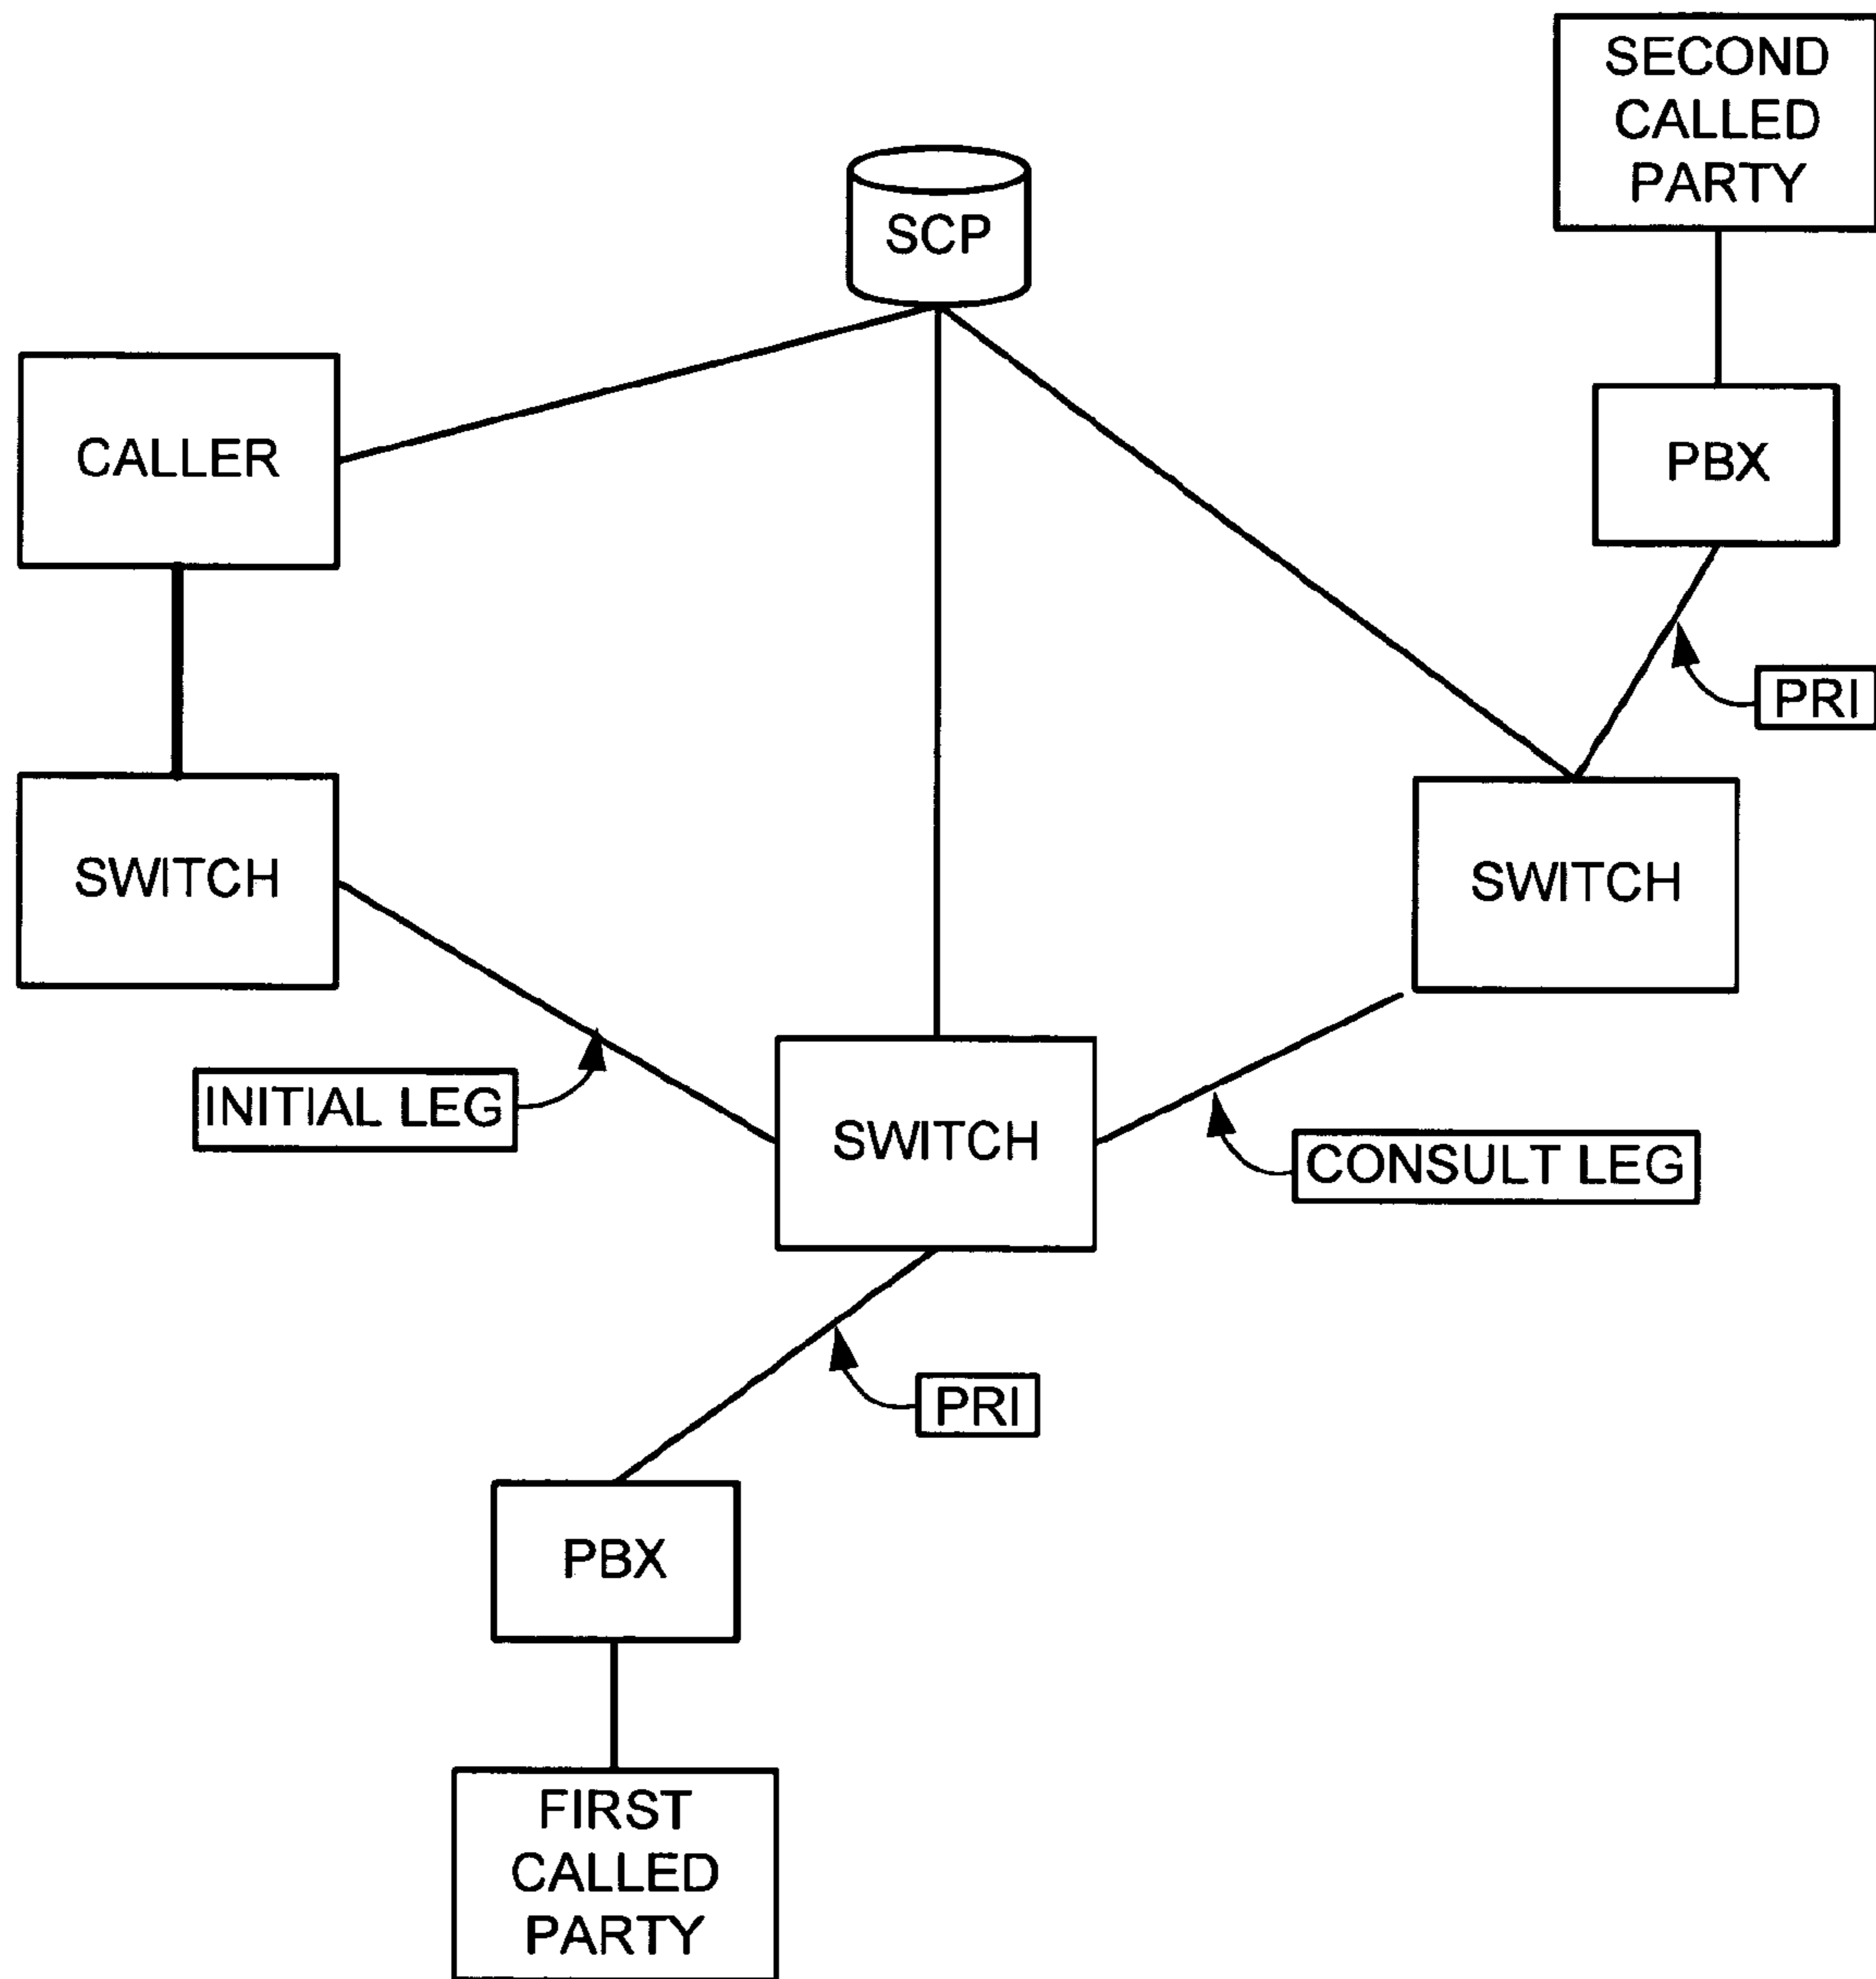 SECOND
CALLED
PARTY
SCP
CALLER
PBX
PRI
SWITCH
SWITCH
INITIAL LEG
SWITCH
CONSULT LEG
PRI
PBX
FIRST
CALLED
PARTY